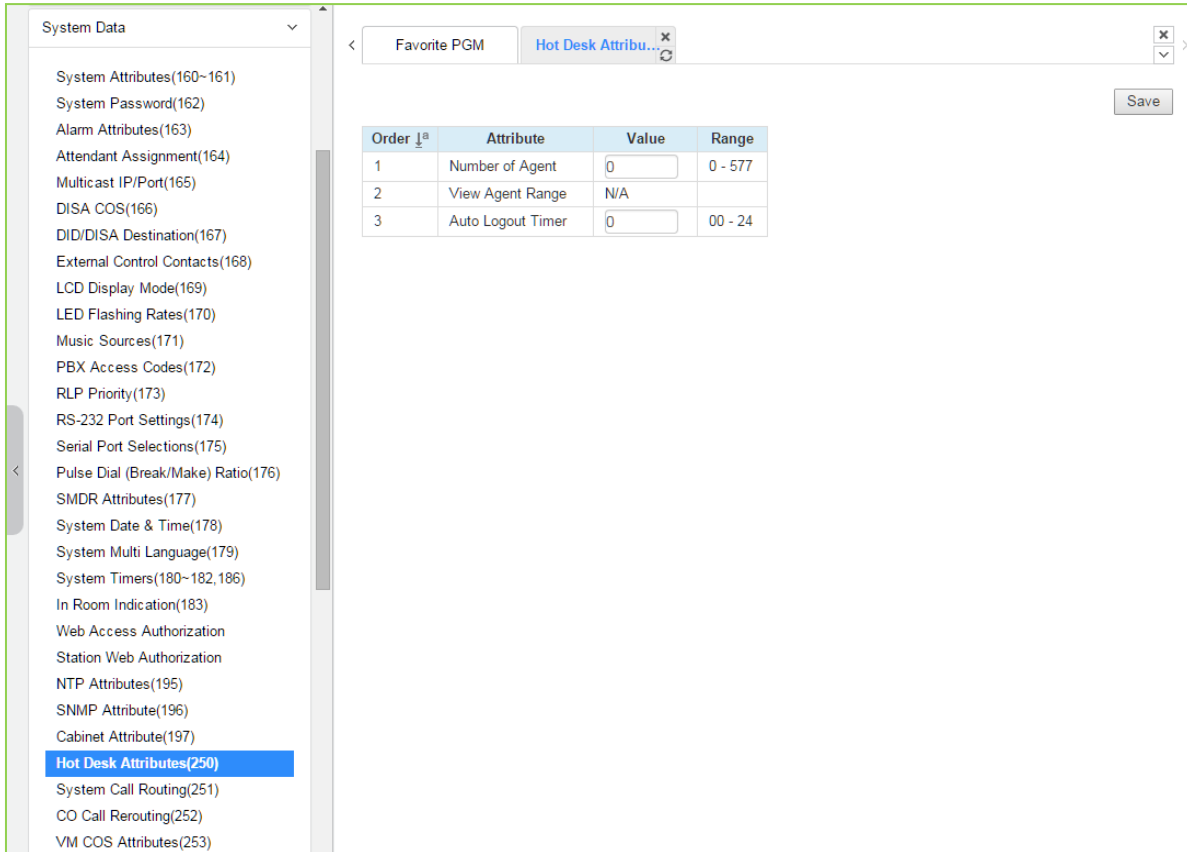 System Data
System Attributes(160~161)
System Password(162)
Alarm Attributes(163)
Attendant Assignment(164)
Multicast IP/Port(165)
DISA COS(166)
DID/DISA Destination(167)
External Control Contacts(168)
LCD Display Mode(169)
LED Flashing Rates(170)
Music Sources(171)
PBX Access Codes(172)
RLP Priority(173)
RS-232 Port Settings(174)
Serial Port Selections(175)
Pulse Dial (Break/Make) Ratio(176)
SMDR Attributes(177)
System Date & Time(178)
System Multi Language(179)
System Timers(180~182,186)
In Room Indication(183)
Web Access Authorization
Station Web Authorization
NTP Attributes(195)
SNMP Attribute(196)
Cabinet Attribute(197)
Hot Desk Attributes(250)
System Call Routing(251)
CO Call Rerouting(252)
VM COS Attributes(253)
Favorite PGM Hot Desk Attribu...
Save
Order Attribute Value Range
1 Number of Agent 0 0 - 577
2 View Agent Range N/A
3 Auto Logout Timer 0 00 - 24